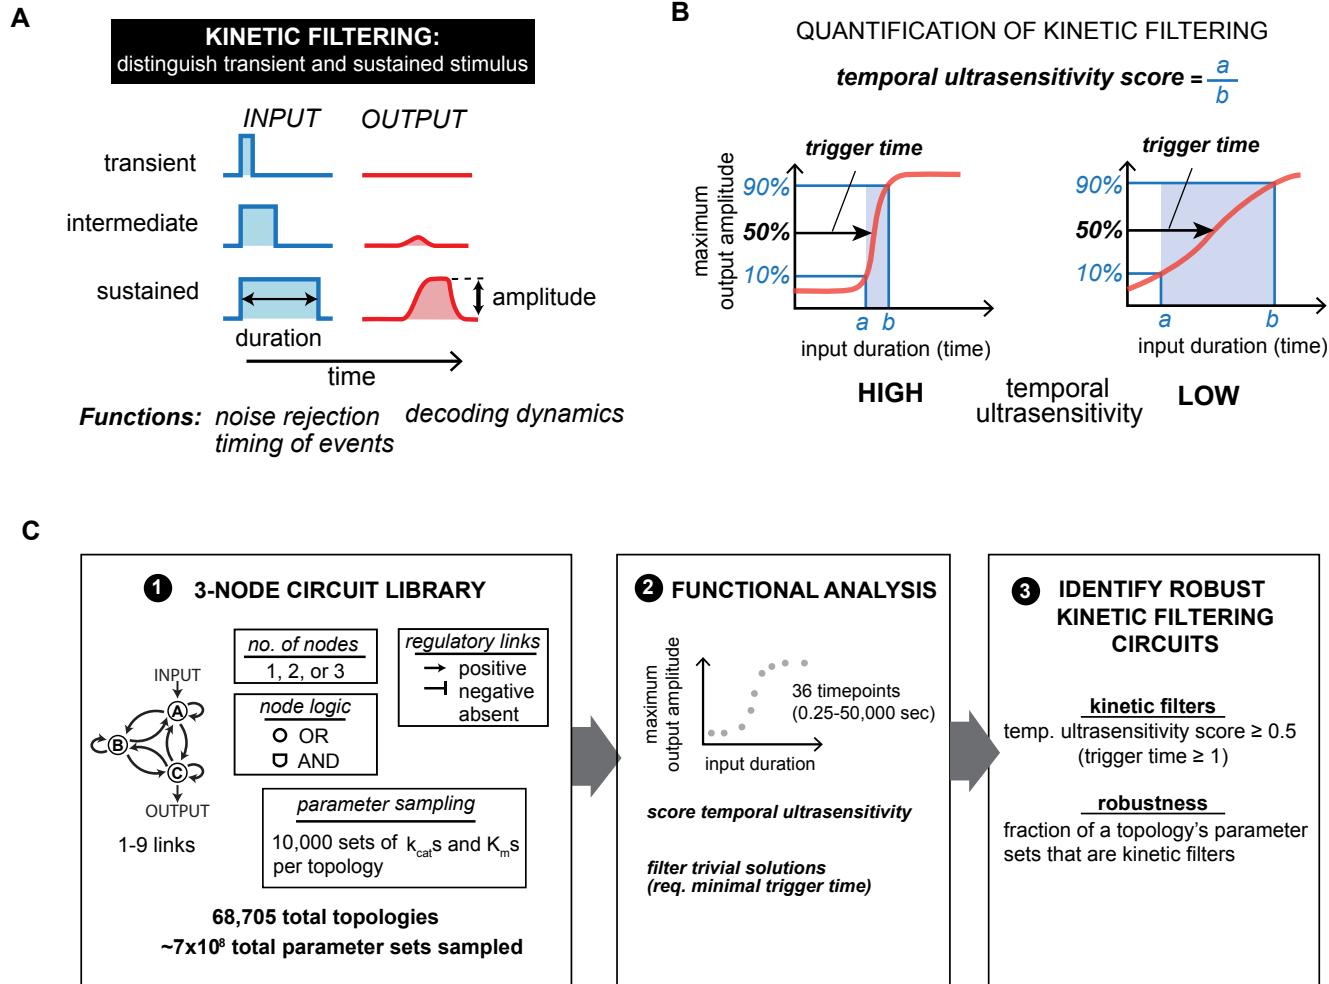 A
KINETIC FILTERING:
distinguish transient and sustained stimulus
INPUT OUTPUT
transient
intermediate
sustained
amplitude
duration
time
Functions: noise rejection decoding dynamics
timing of events
B
QUANTIFICATION OF KINETIC FILTERING
temporal ultrasensitivity score = a/b
maximum
output amplitude
trigger time
90%
50%
10%
a b
input duration (time)
HIGH
temporal
ultrasensitivity
trigger time
90%
50%
10%
a b
input duration (time)
LOW
C
1 3-NODE CIRCUIT LIBRARY
INPUT
A
B
C
OUTPUT
1-9 links
no. of nodes
1, 2, or 3
node logic
OR
AND
regulatory links
positive
negative
absent
parameter sampling
10,000 sets of kcats and Kms
per topology
68,705 total topologies
~7x10⁸ total parameter sets sampled
2 FUNCTIONAL ANALYSIS
maximum
output amplitude
36 timepoints
(0.25-50,000 sec)
input duration
score temporal ultrasensitivity
filter trivial solutions
(req. minimal trigger time)
3 IDENTIFY ROBUST
KINETIC FILTERING
CIRCUITS
kinetic filters
temp. ultrasensitivity score ≥ 0.5
(trigger time ≥ 1)
robustness
fraction of a topology's parameter
sets that are kinetic filters